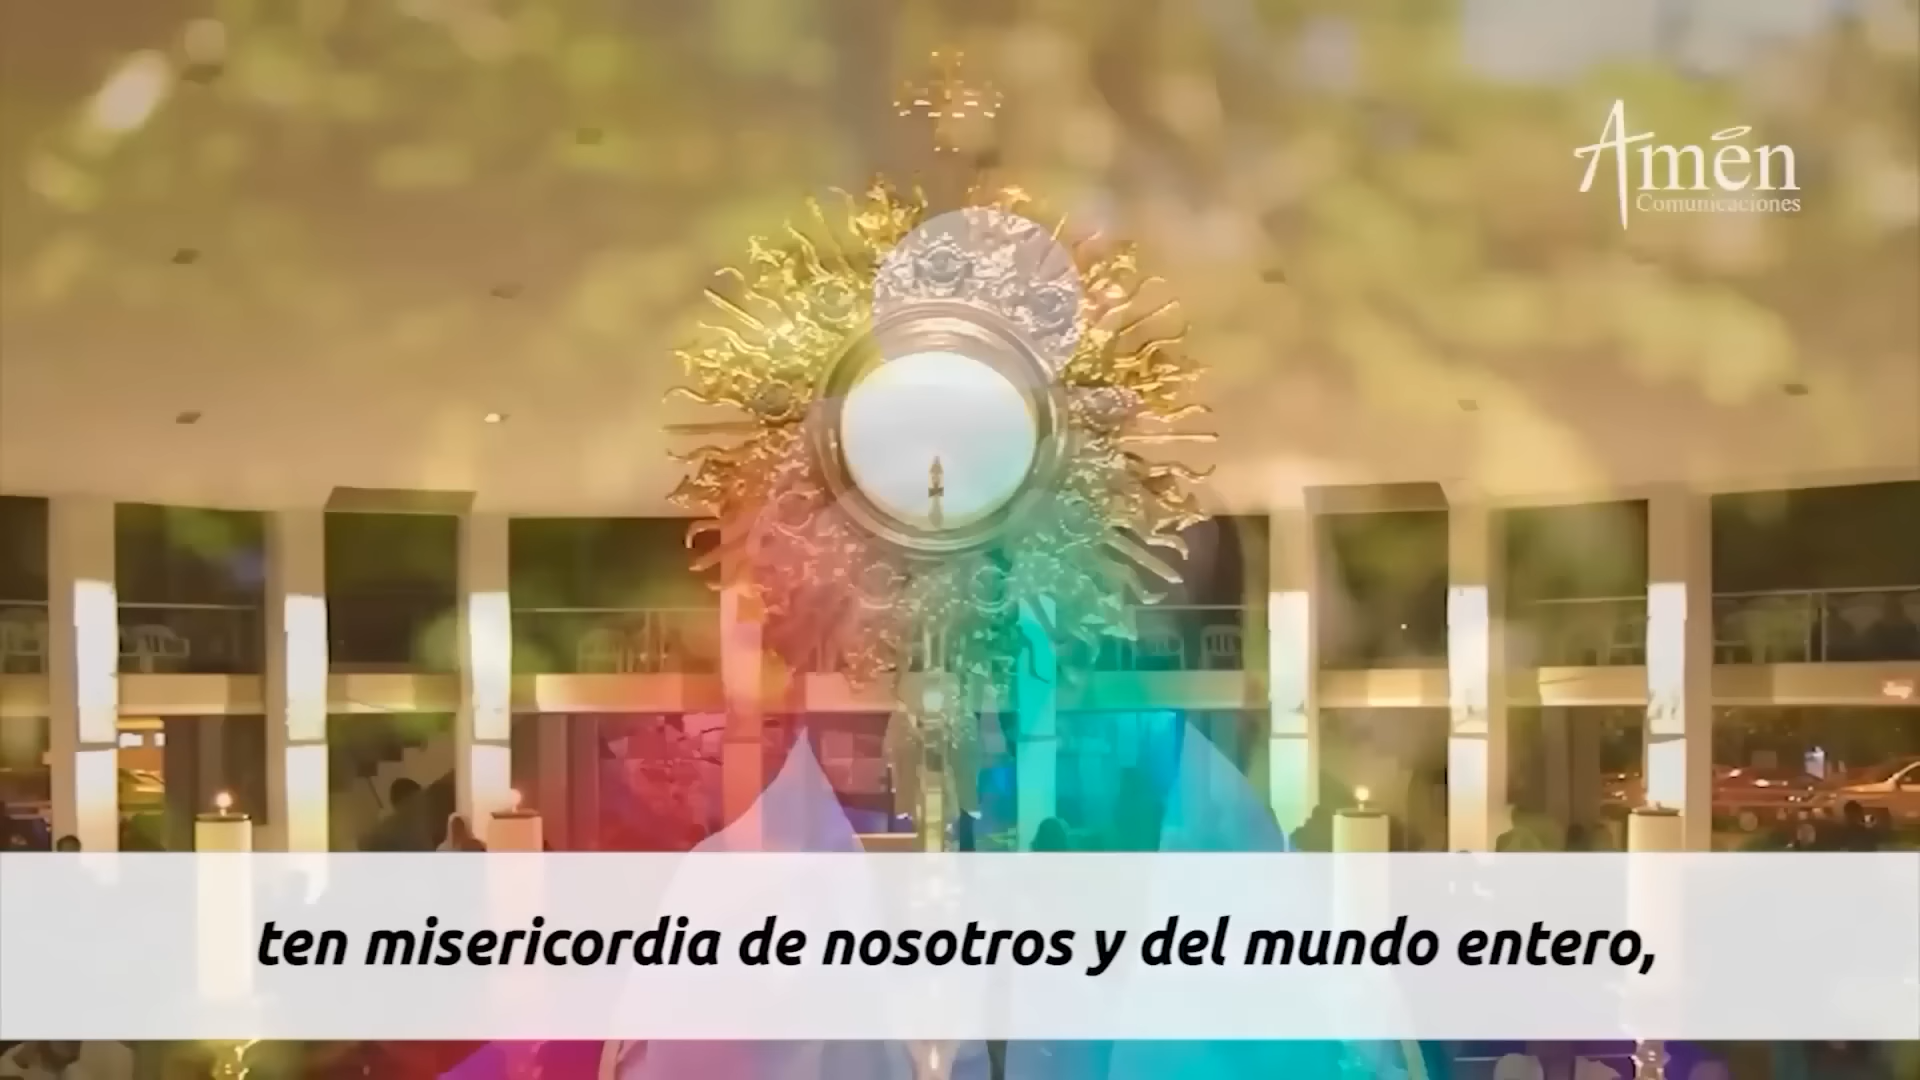 Amén
Comunicaciones
ten misericordia de nosotros y del mundo entero,